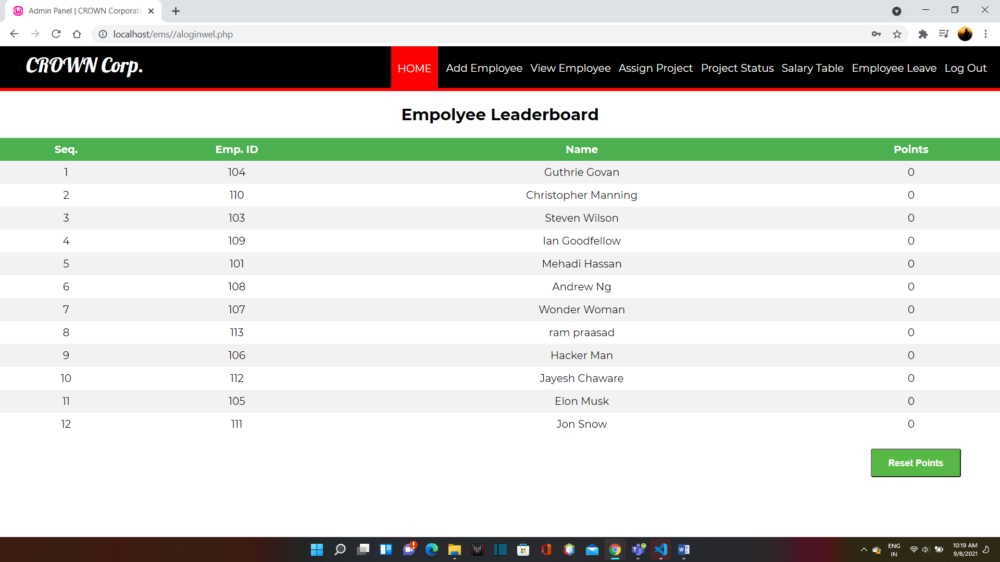 Admin Panel | CROWN Corporati
localhost/ems//aloginwel.php
CROWN Corp.
HOME Add Employee View Employee Assign Project Project Status Salary Table Employee Leave Log Out
Empolyee Leaderboard
Seq. Emp. ID Name Points
1 104 Guthrie Govan 0
2 110 Christopher Manning 0
3 103 Steven Wilson 0
4 109 Ian Goodfellow 0
5 101 Mehadi Hassan 0
6 108 Andrew Ng 0
7 107 Wonder Woman 0
8 113 ram praasad 0
9 106 Hacker Man 0
10 112 Jayesh Chaware 0
11 105 Elon Musk 0
12 111 Jon Snow 0
Reset Points
ENG 10:19 AM
IN 9/8/2021